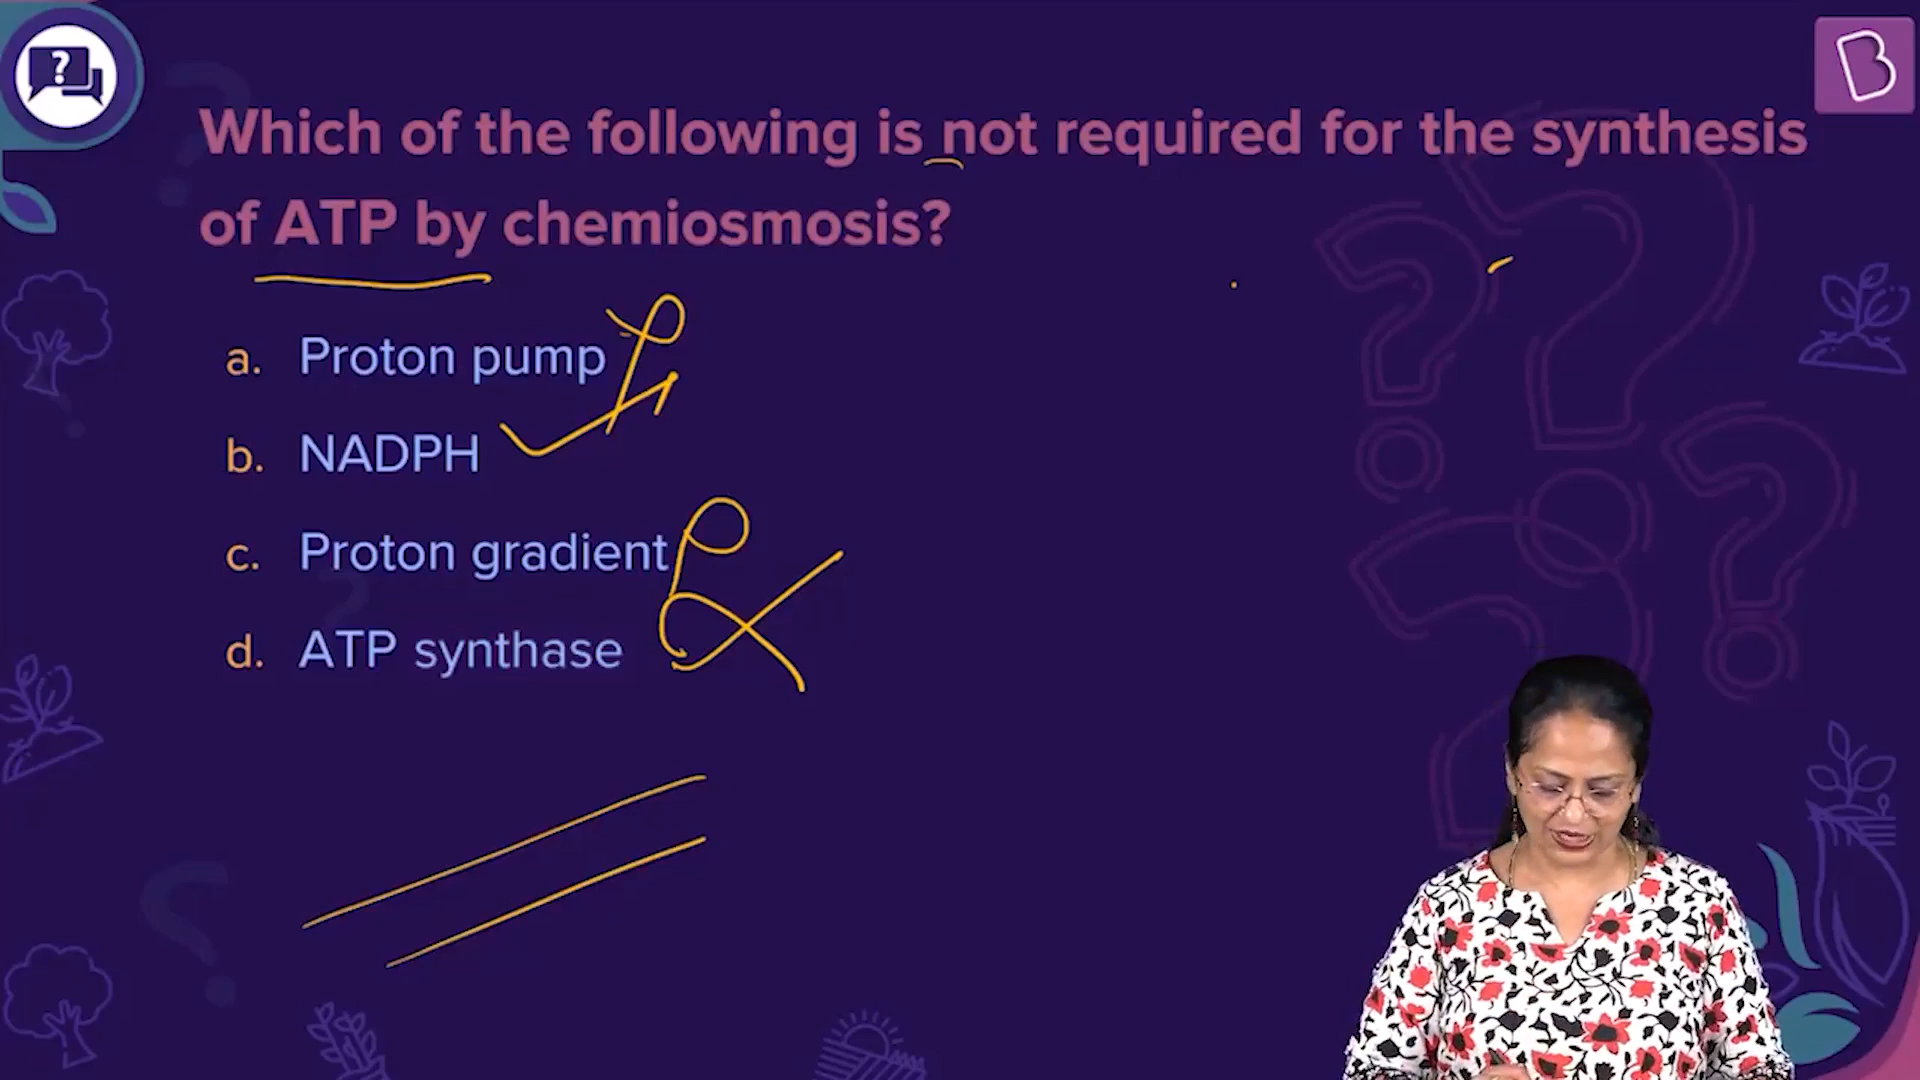 ?
B
Which of the following is not required for the synthesis
of ATP by chemiosmosis?
a. Proton pump
b. NADPH
c. Proton gradient
d. ATP synthase